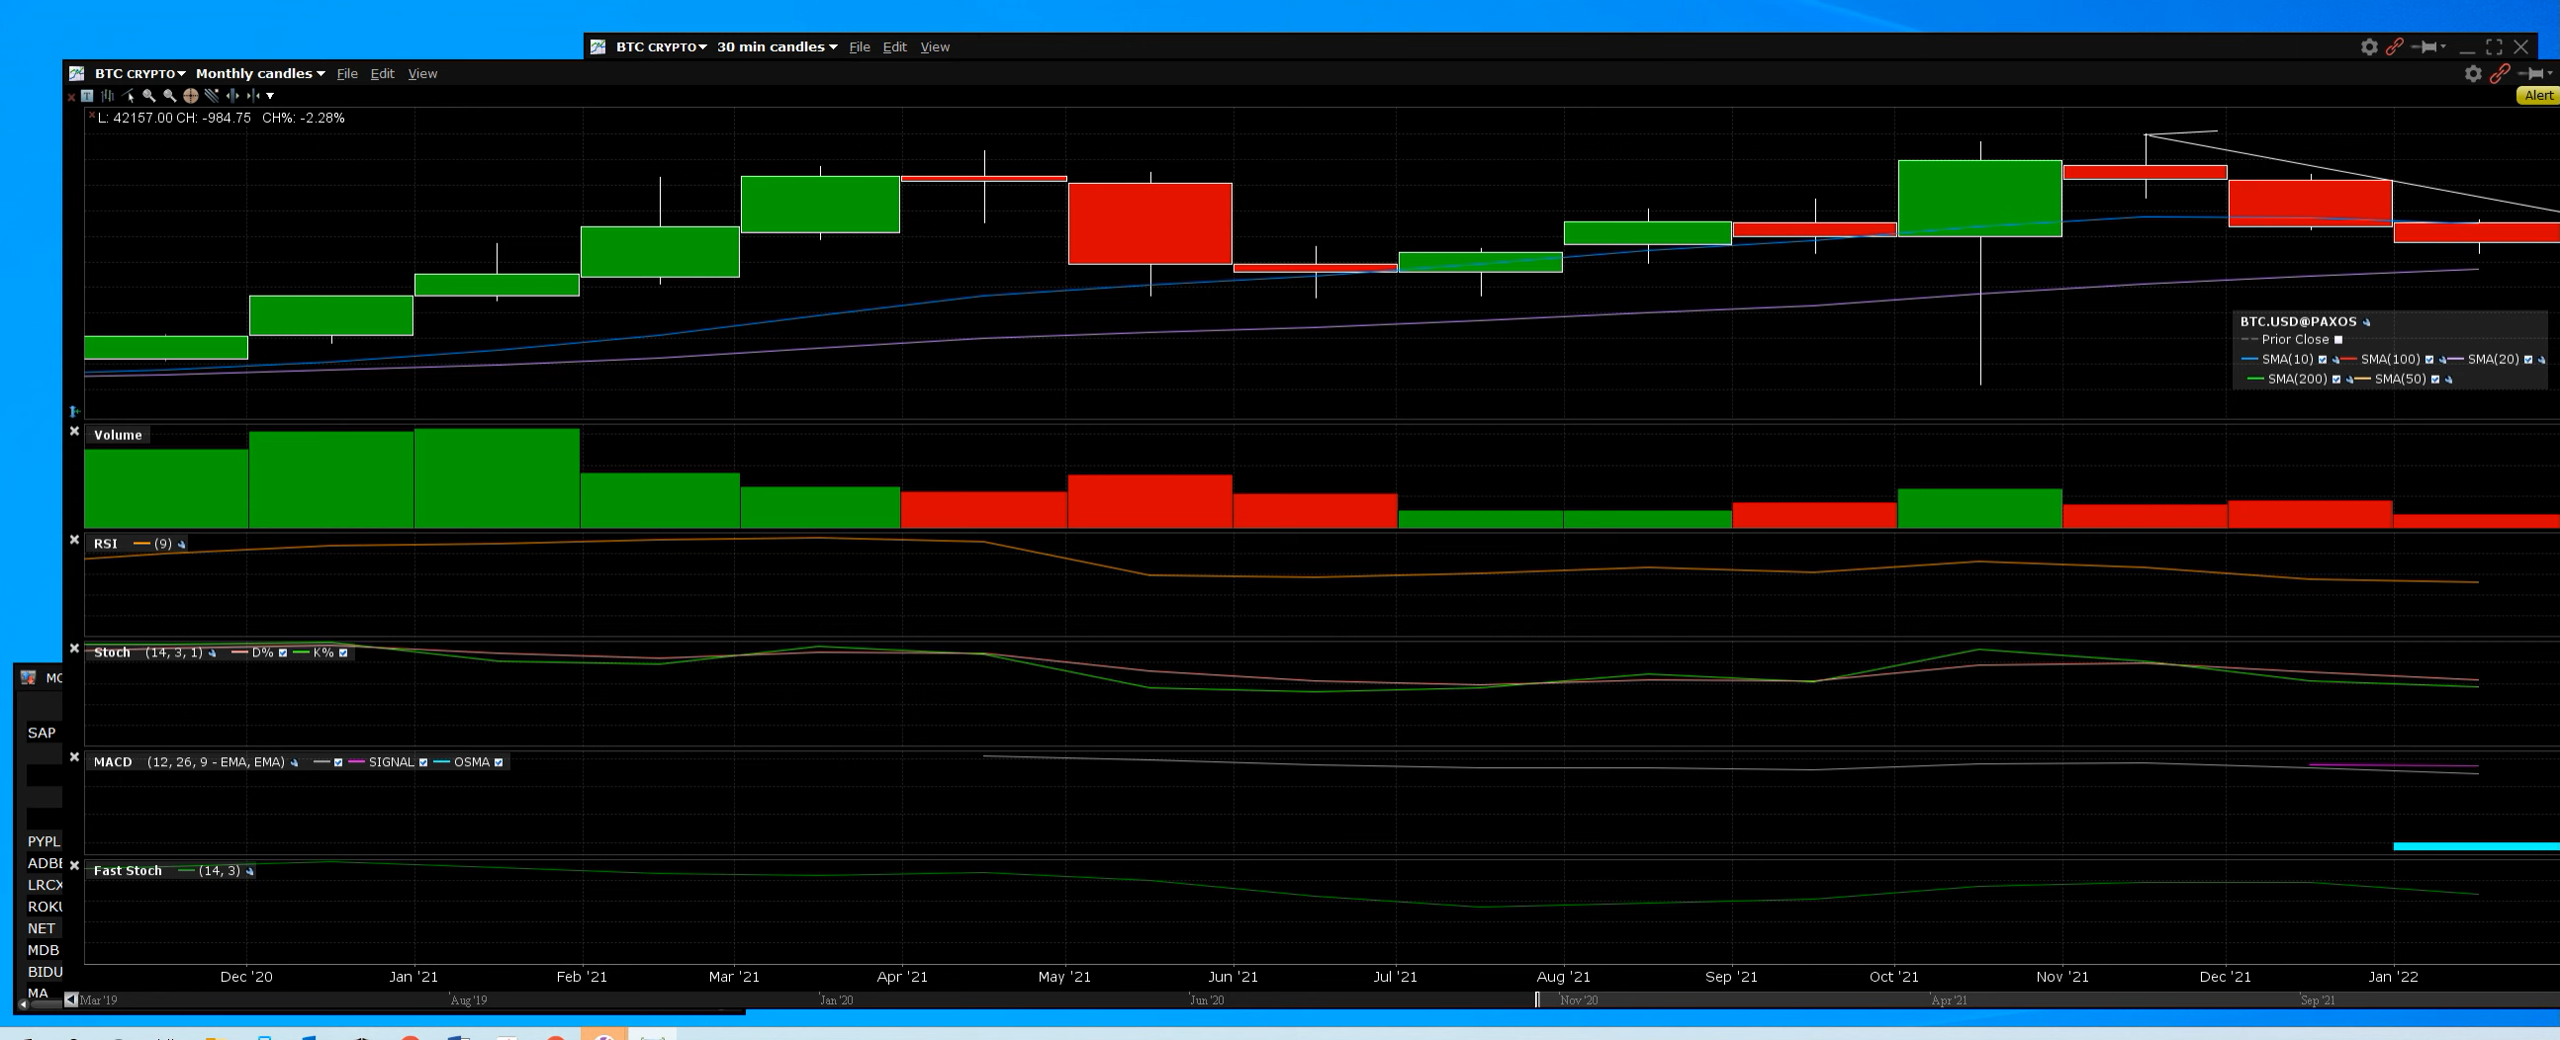 BTC CRYPTO 30 min candles File Edit View
BTC CRYPTO Monthly candles File Edit View
Alert
L: 42157.00 CH: -984.75 CH%: -2.28%
BTC.USD@PAXOS
Prior Close
SMA(10) SMA(100) SMA(20)
SMA(200) SMA(50)
Volume
RSI (9)
Stoch (14, 3, 1) D% K%
MACD (12, 26, 9 - EMA, EMA) SIGNAL OSMA
Fast Stoch (14, 3)
SAP
PYPL
ADBE
LRCX
ROKU
NET
MDB
BIDU
MA
Dec '20 Jan '21 Feb '21 Mar '21 Apr '21 May '21 Jun '21 Jul '21 Aug '21 Sep '21 Oct '21 Nov '21 Dec '21 Jan '22
Mar '19 Aug '19 Jan '20 Jun '20 Nov '20 Apr '21 Sep '21